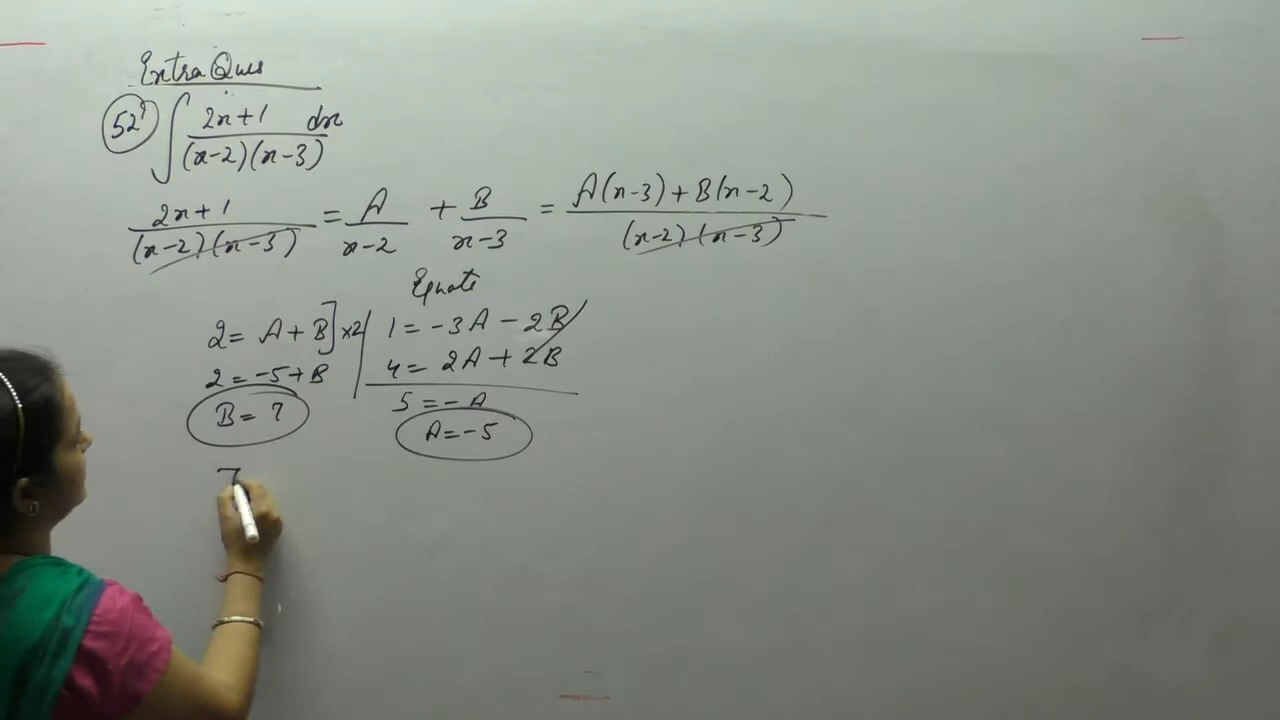 Extra Ques
52) ∫ 2x+1 dx / (x-2)(x-3)
2x+1 / (x-2)(x-3) = A / x-2 + B / x-3 = A(x-3) + B(x-2) / (x-2)(x-3)
Equate
2 = A + B] ×2 | 1 = -3A - 2B
2 = -5 + B | 4 = 2A + 2B
B = 7
5 = -A
A = -5